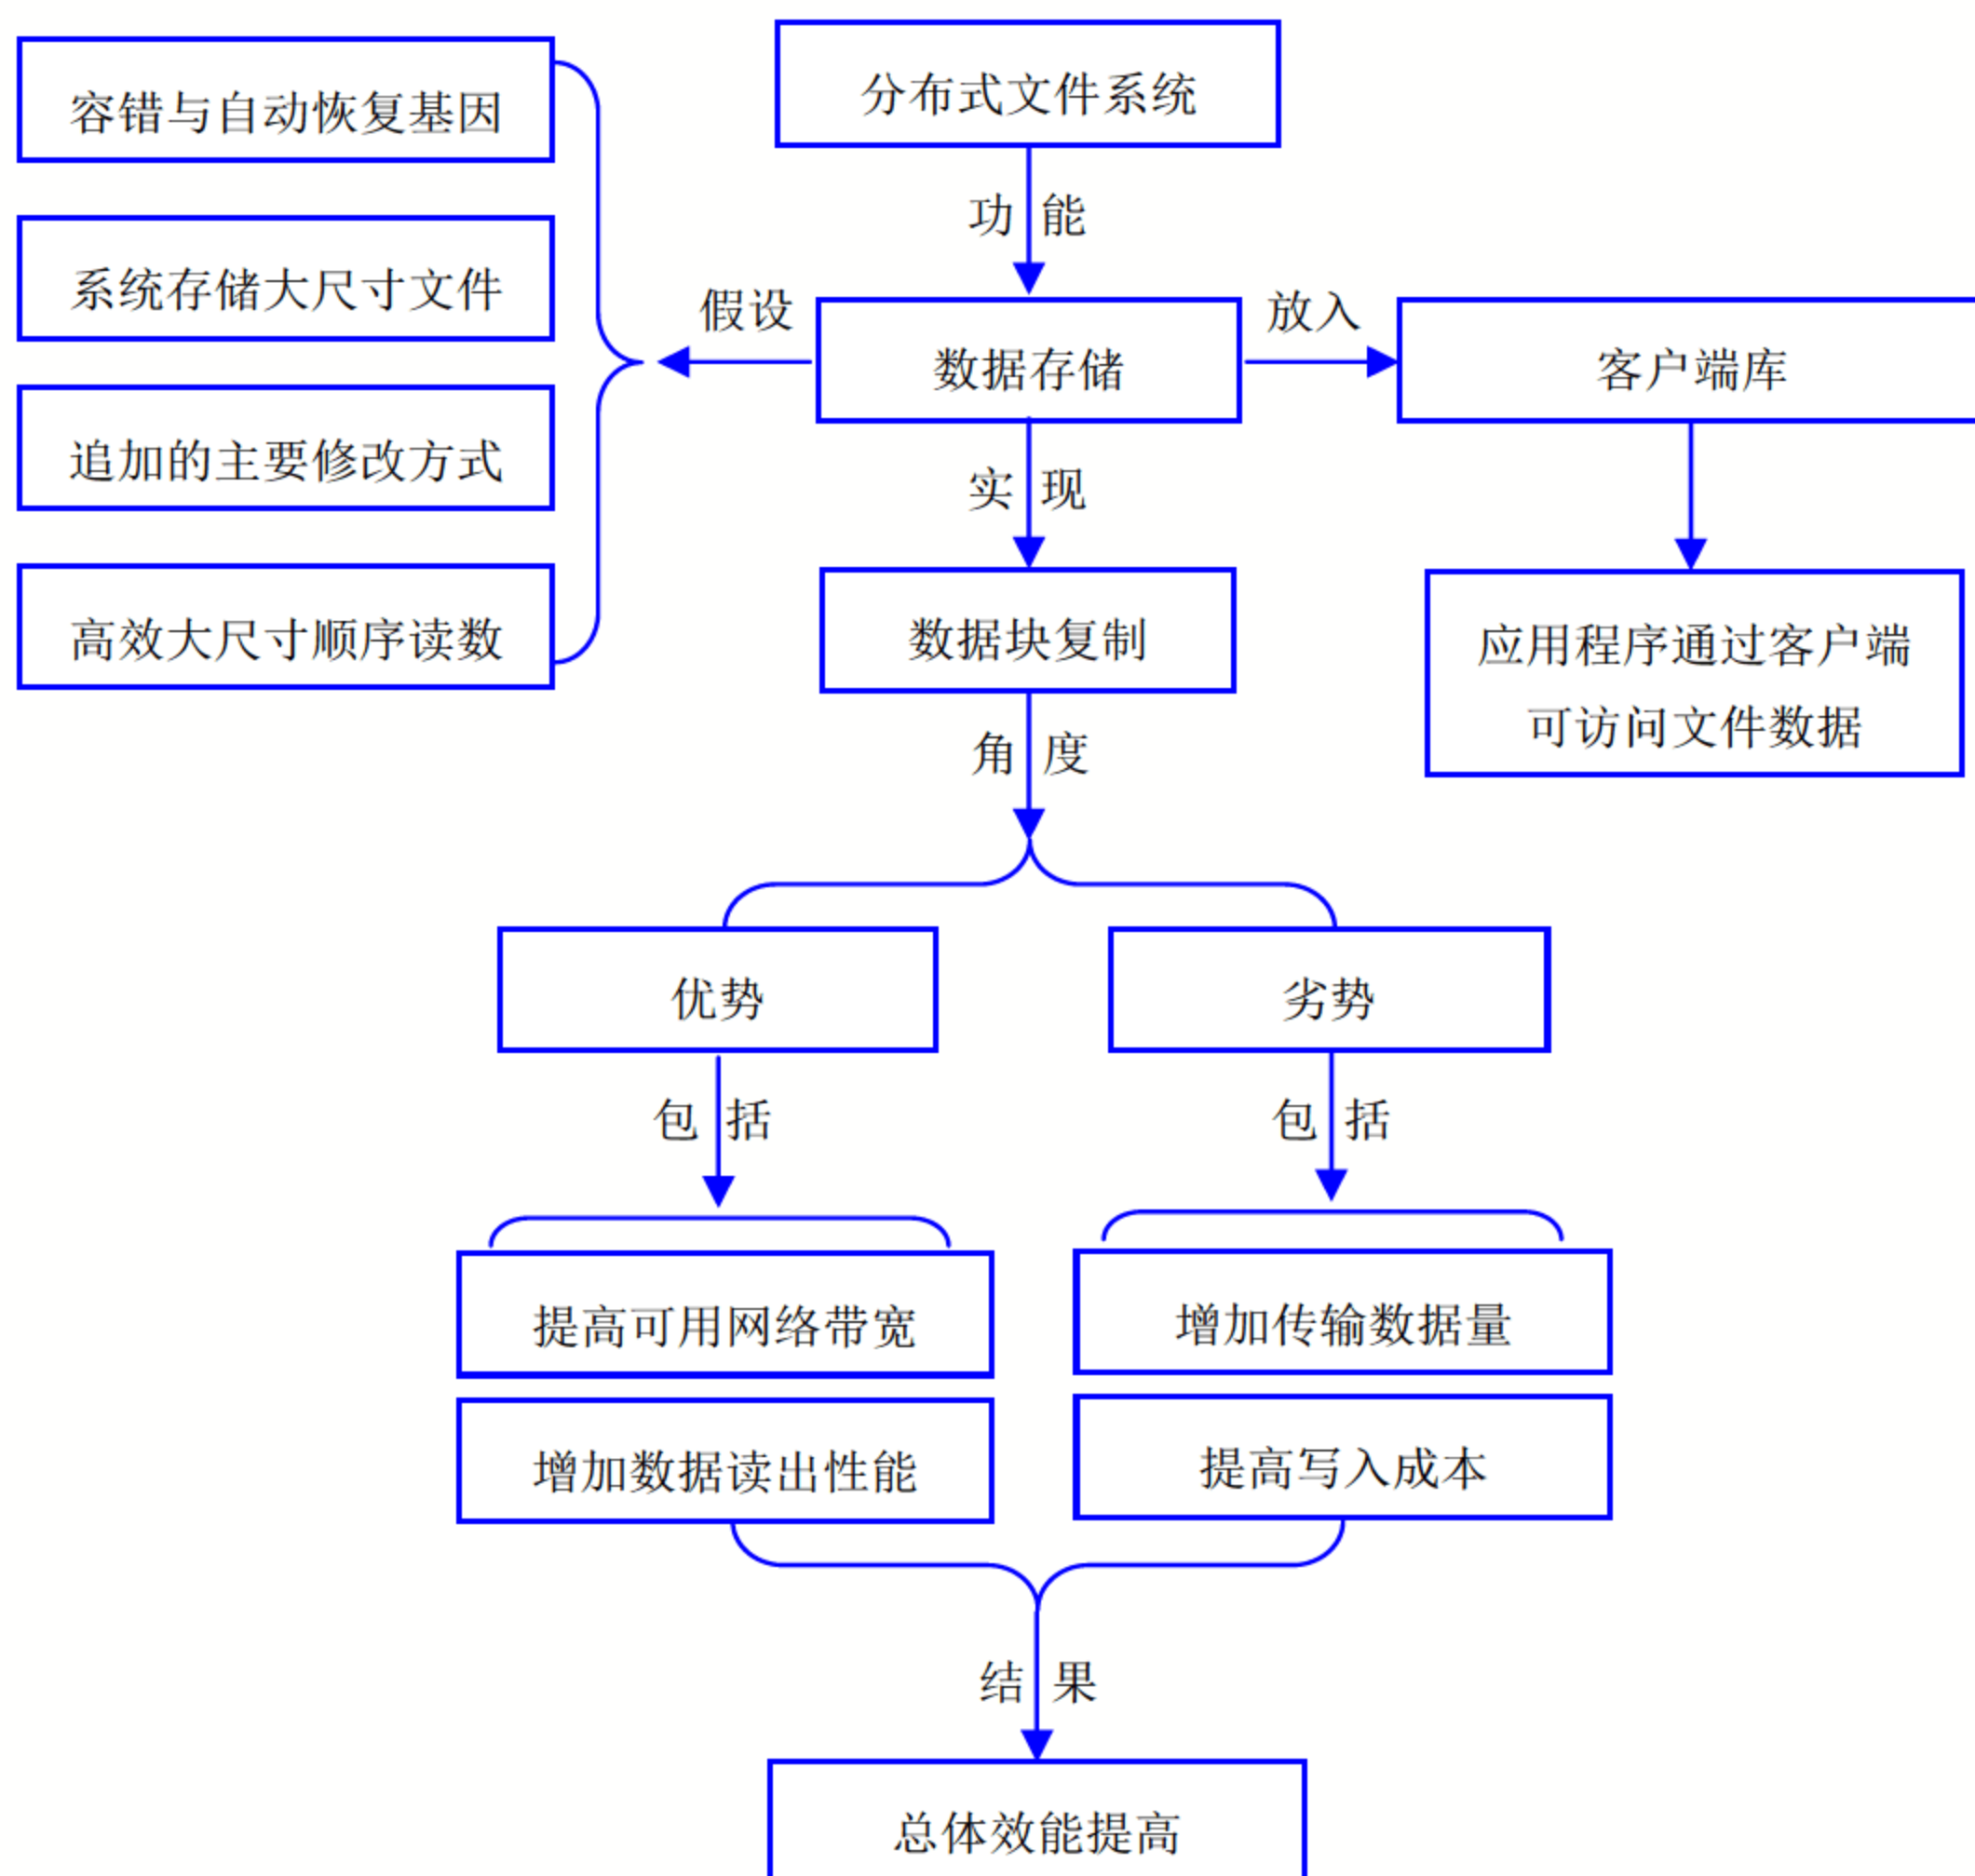 分布式文件系统
功能
容错与自动恢复基因
系统存储大尺寸文件
追加的主要修改方式
高效大尺寸顺序读数
假设
数据存储
放入
客户端库
实现
数据块复制
应用程序通过客户端
可访问文件数据
角度
优势
劣势
包括
包括
提高可用网络带宽
增加数据读出性能
增加传输数据量
提高写入成本
结果
总体效能提高